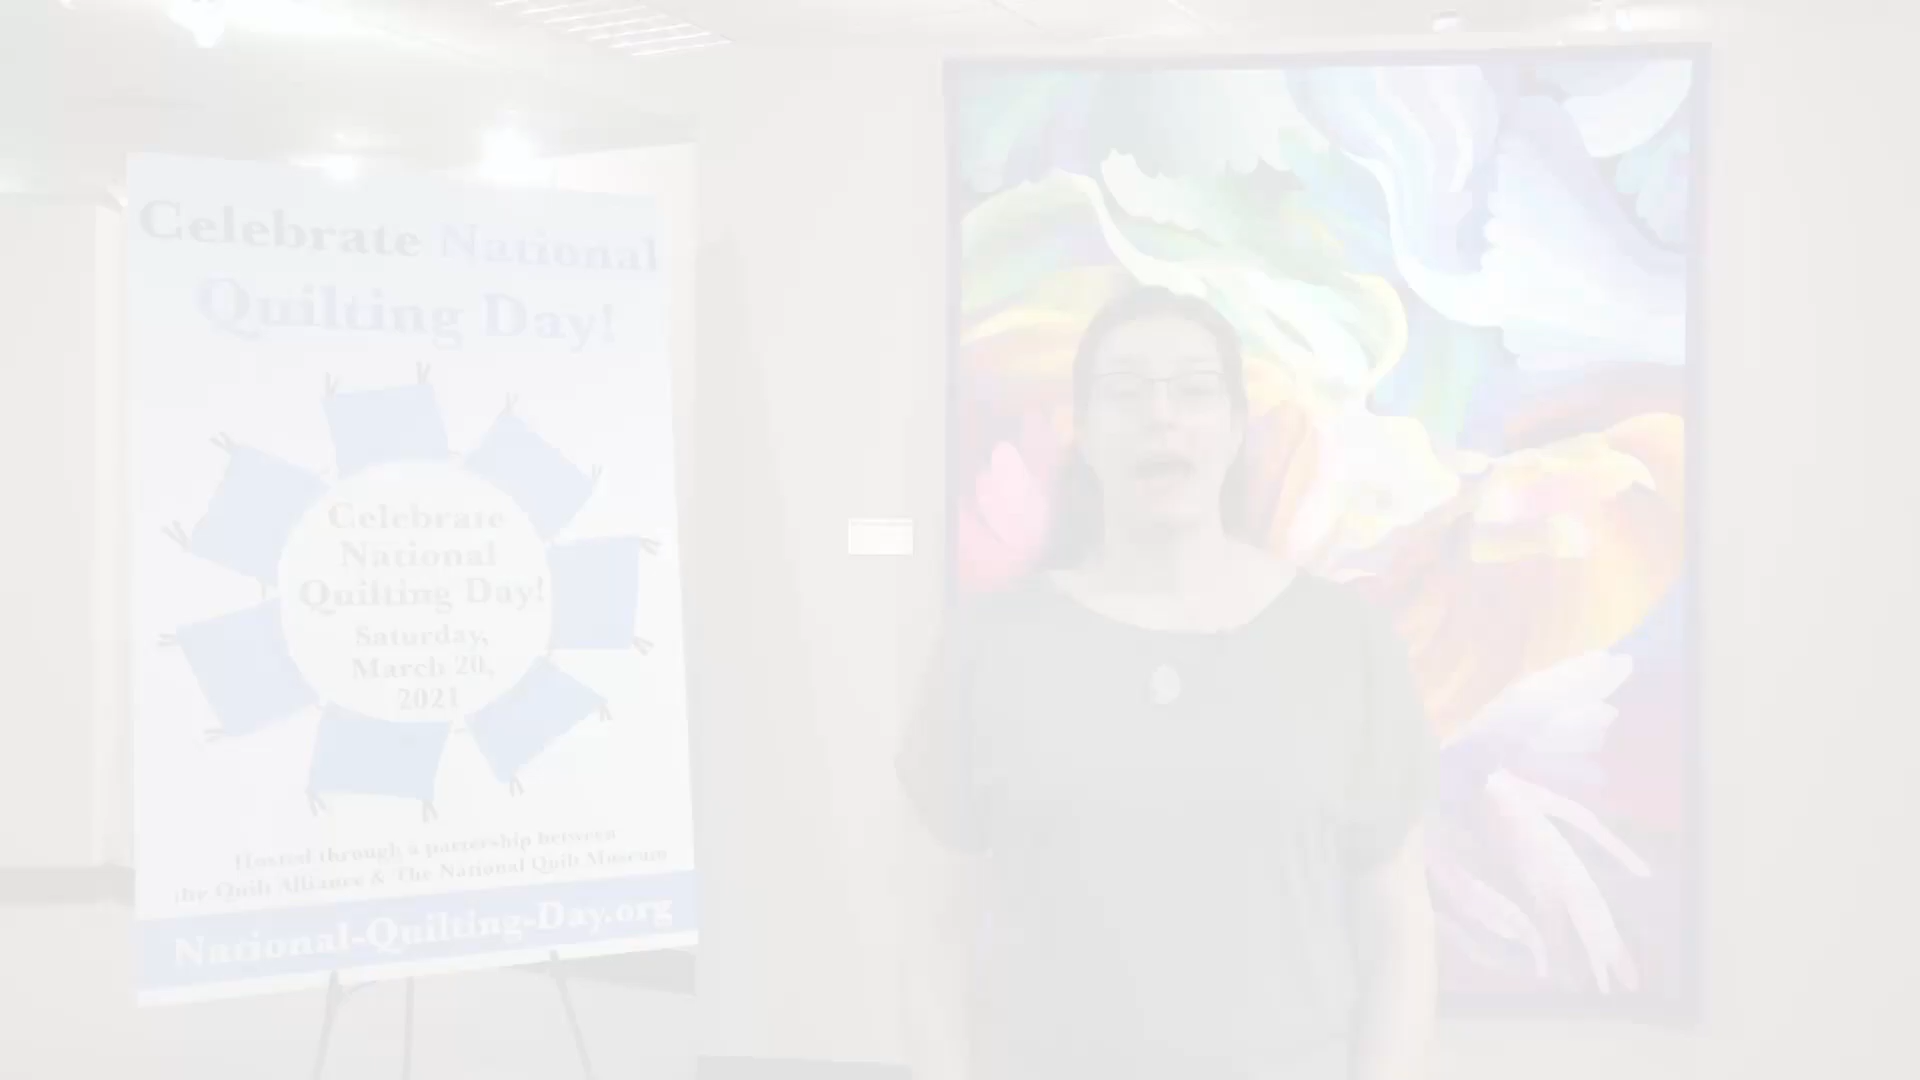 Celebrate National
Quilting Day!
Celebrate
National
Quilting Day!
Saturday,
March 20,
2021
Hosted through a partership between
the Quilt Alliance & The National Quilt Museum
National-Quilting-Day.org